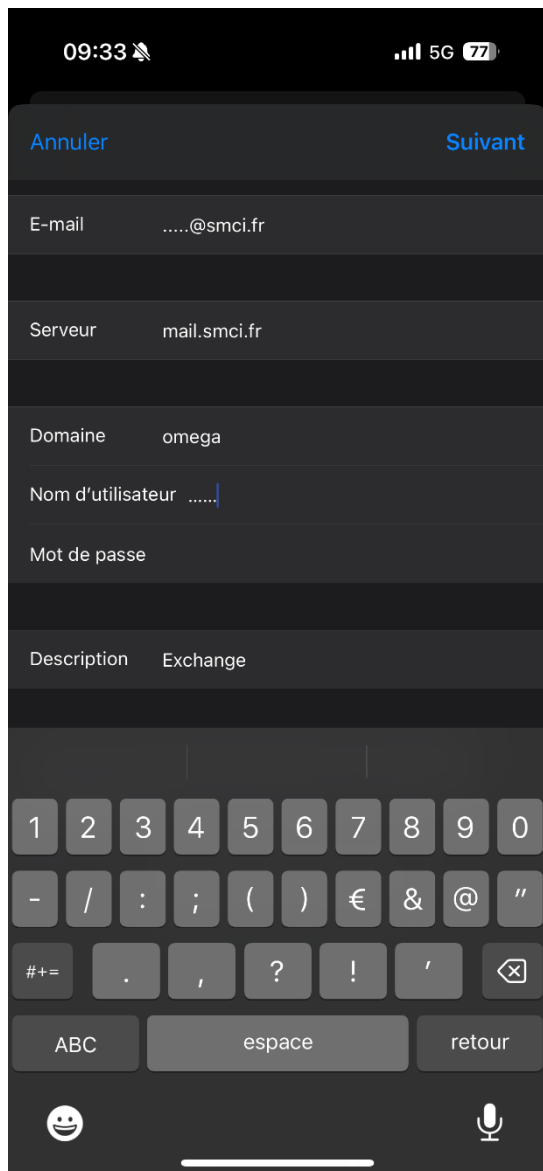 09:33 5G 77
Annuler Suivant
E-mail .....@smci.fr
Serveur mail.smci.fr
Domaine omega
Nom d'utilisateur ......
Mot de passe
Description Exchange
1 2 3 4 5 6 7 8 9 0
- / : ; ( ) € & @ "
#+= . , ? ! '
ABC espace retour